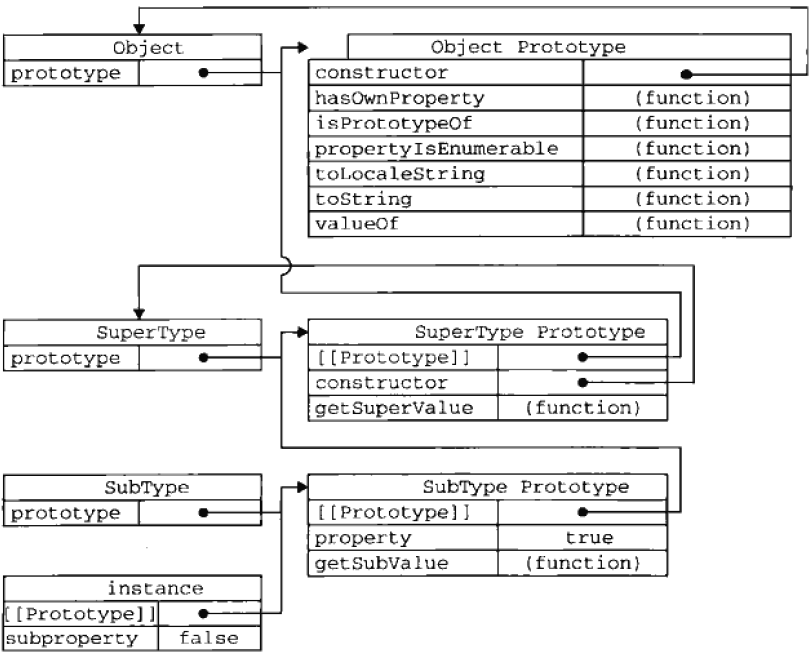 Object
prototype
Object Prototype
constructor
hasOwnProperty (function)
isPrototypeOf (function)
propertyIsEnumerable (function)
toLocaleString (function)
toString (function)
valueOf (function)
SuperType
prototype
SuperType Prototype
[[Prototype]]
constructor
getSuperValue (function)
SubType
prototype
SubType Prototype
[[Prototype]]
property true
getSubValue (function)
instance
[[Prototype]]
subproperty false